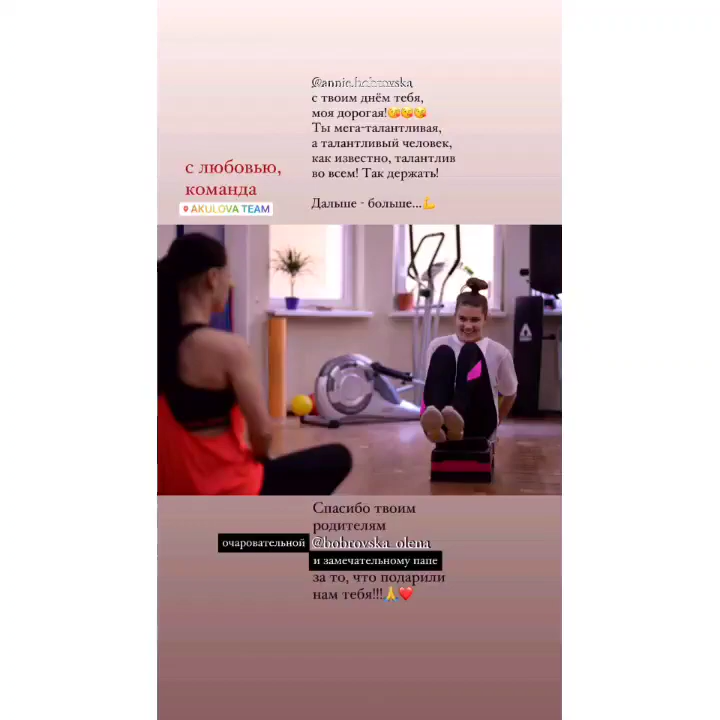 @annie.bobrovska
с твоим днём тебя,
моя дорогая!😘😘😘
Ты мега-талантливая,
а талантливый человек,
как известно, талантлив
во всем! Так держать!
Дальше - больше...💪
с любовью,
команда
AKULOVA TEAM
Спасибо твоим
родителям
очаровательной @bobrovska_olena
и замечательному папе
за то, что подарили
нам тебя!!!🙏❤️